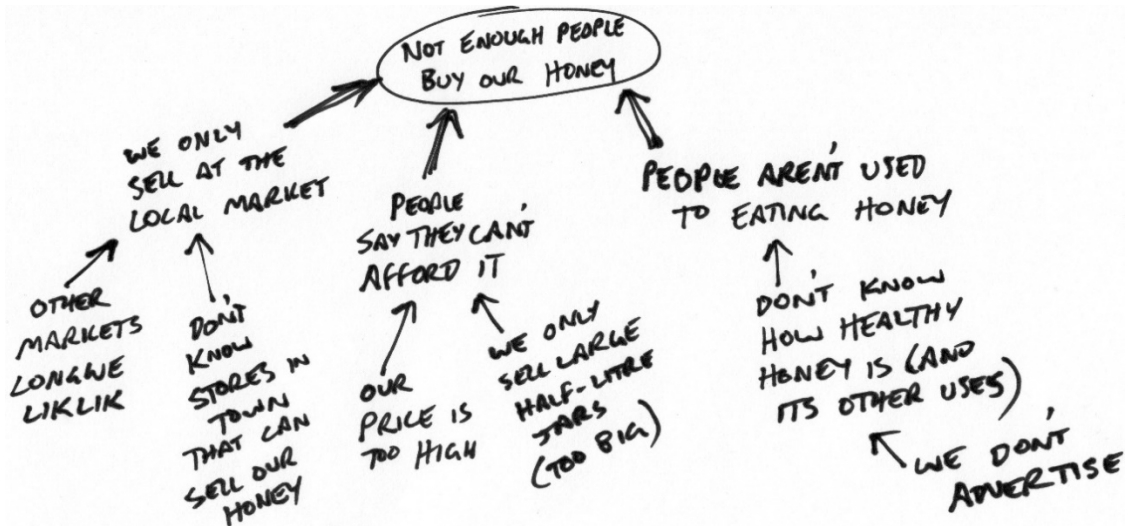 NOT ENOUGH PEOPLE
BUY OUR HONEY
WE ONLY
SELL AT THE
LOCAL MARKET
OTHER
MARKETS
LONGWE
LIKLIK
DON'T
KNOW
STORES IN
TOWN
THAT CAN
SELL OUR
HONEY
PEOPLE
SAY THEY CAN'T
AFFORD IT
OUR
PRICE IS
TOO HIGH
WE ONLY
SELL LARGE
HALF-LITRE
JARS
(TOO BIG)
PEOPLE AREN'T USED
TO EATING HONEY
DON'T KNOW
HOW HEALTHY
HONEY IS (AND
ITS OTHER USES)
WE DON'T
ADVERTISE